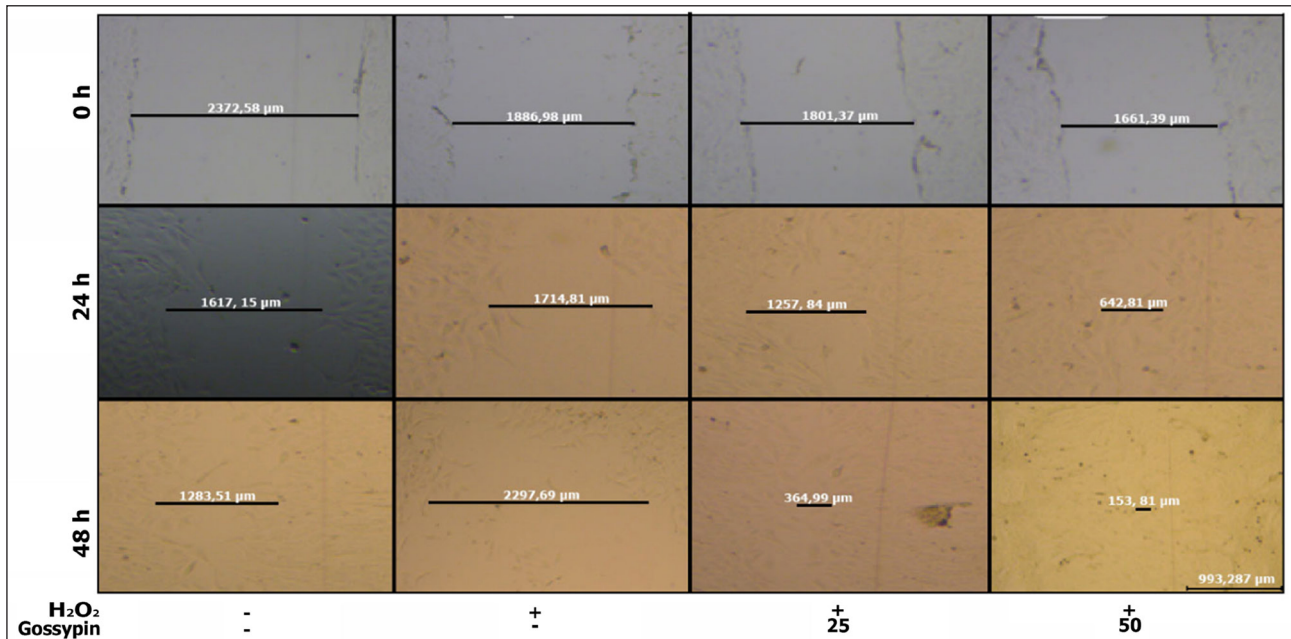 0 h
2372,58 µm
1886,98 µm
1801,37 µm
1661,39 µm
24 h
1617, 15 µm
1714,81 µm
1257, 84 µm
642,81 µm
48 h
1283,51 µm
2297,69 µm
364,99 µm
153, 81 µm
993,287 µm
H₂O₂ - + + +
Gossypin - - 25 50